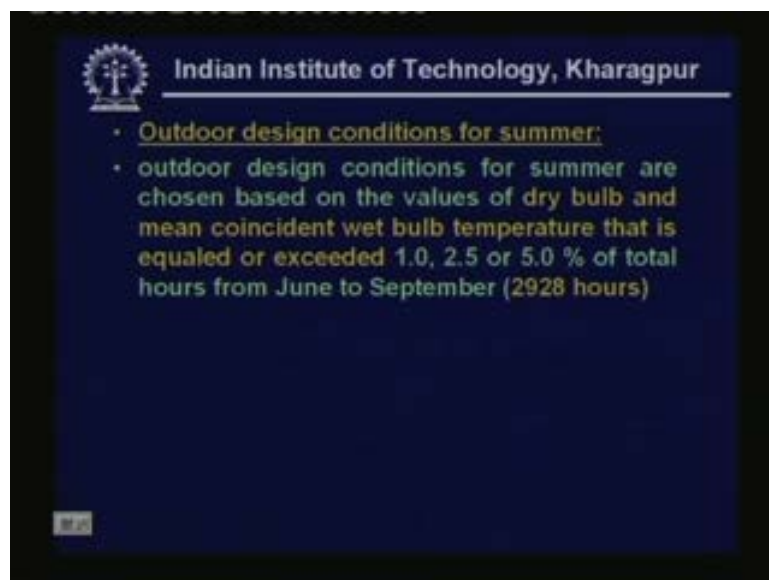 Indian Institute of Technology, Kharagpur
• Outdoor design conditions for summer:
• outdoor design conditions for summer are
chosen based on the values of dry bulb and
mean coincident wet bulb temperature that is
equaled or exceeded 1.0, 2.5 or 5.0 % of total
hours from June to September (2928 hours)